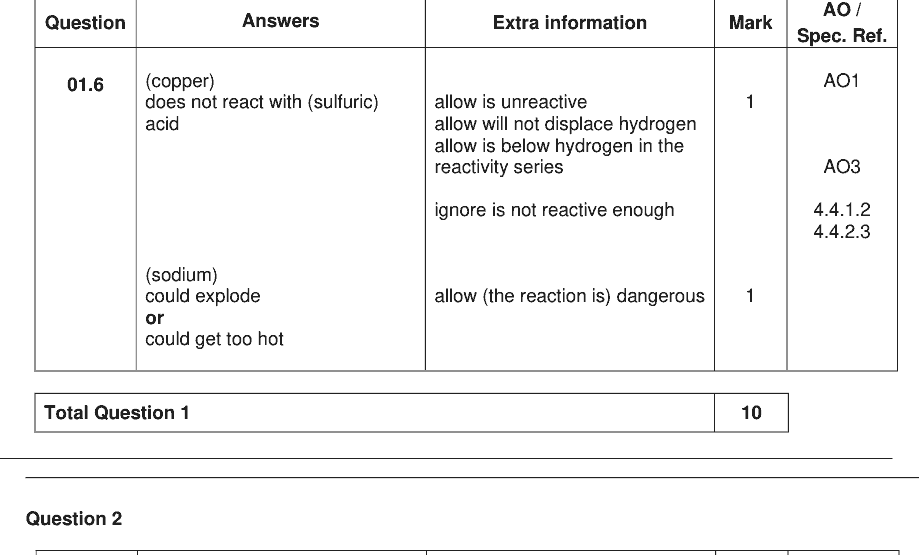 Question Answers Extra information Mark AO / Spec. Ref.
01.6 (copper) AO1
does not react with (sulfuric) allow is unreactive 1
acid allow will not displace hydrogen
allow is below hydrogen in the
reactivity series AO3
ignore is not reactive enough 4.4.1.2
4.4.2.3
(sodium)
could explode allow (the reaction is) dangerous 1
or
could get too hot
Total Question 1 10
Question 2